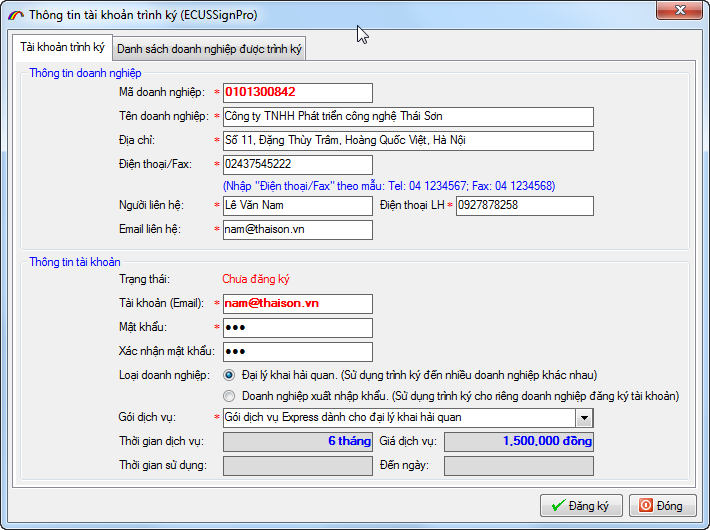 Thông tin tài khoản trình ký (ECUSSignPro)
Tài khoản trình ký Danh sách doanh nghiệp được trình ký
Thông tin doanh nghiệp
Mã doanh nghiệp: * 0101300842
Tên doanh nghiệp: * Công ty TNHH Phát triển công nghệ Thái Sơn
Địa chỉ: * Số 11, Đặng Thùy Trâm, Hoàng Quốc Việt, Hà Nội
Điện thoại/Fax: * 02437545222
(Nhập "Điện thoại/Fax" theo mẫu: Tel: 04 1234567; Fax: 04 1234568)
Người liên hệ: * Lê Văn Nam Điện thoại LH * 0927878258
Email liên hệ: * nam@thaison.vn
Thông tin tài khoản
Trạng thái: Chưa đăng ký
Tài khoản (Email): * nam@thaison.vn
Mật khẩu: * ●●●
Xác nhận mật khẩu: ●●●
Loại doanh nghiệp: Đại lý khai hải quan. (Sử dụng trình ký đến nhiều doanh nghiệp khác nhau)
Doanh nghiệp xuất nhập khẩu. (Sử dụng trình ký cho riêng doanh nghiệp đăng ký tài khoản)
Gói dịch vụ: * Gói dịch vụ Express dành cho đại lý khai hải quan
Thời gian dịch vụ: 6 tháng Giá dịch vụ: 1,500,000 đồng
Thời gian sử dụng: Đến ngày:
Đăng ký Đóng